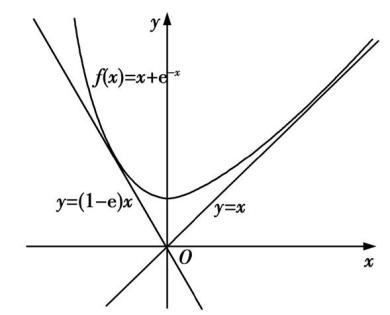 y
f(x)=x+e⁻ˣ
y=(1-e)x
y=x
O
x